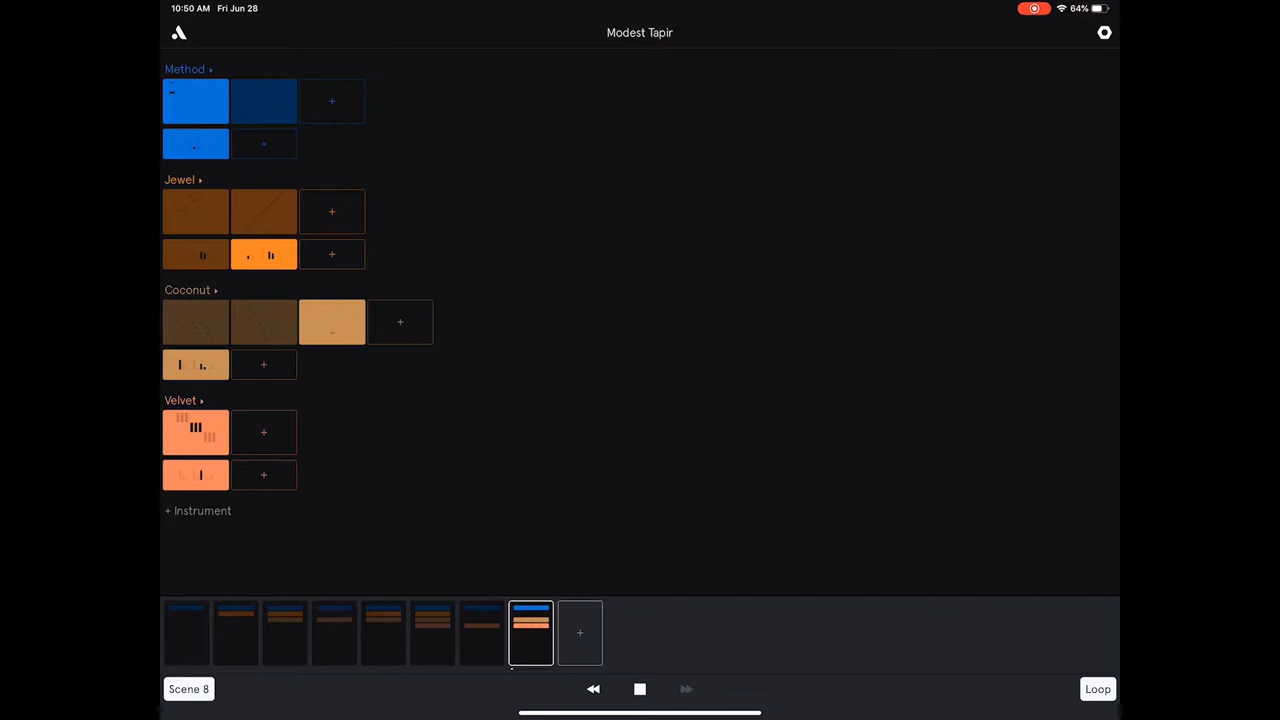 10:50 AM Fri Jun 28
64%
Modest Tapir
Method
+
+
Jewel
+
+
Coconut
+
+
Velvet
+
+
+ Instrument
+
Scene 8
Loop